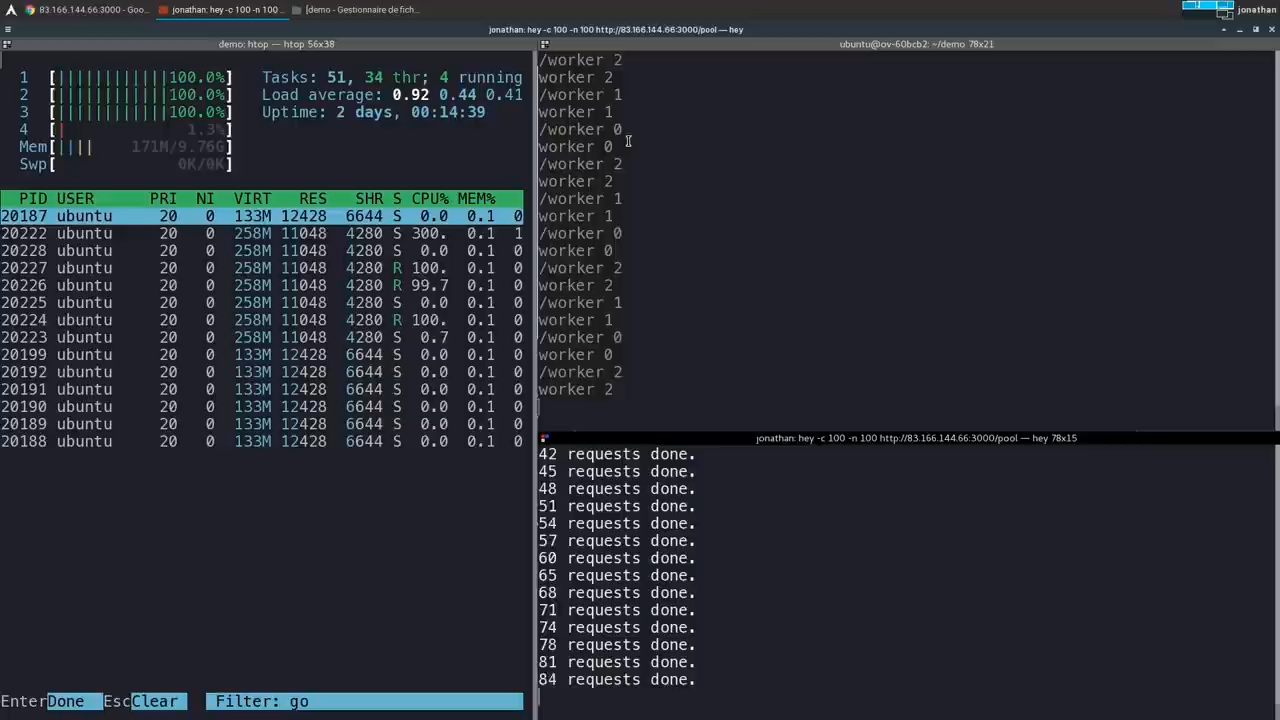 83.166.144.66:3000 - Goo...
jonathan: hey -c 100 -n 100 ...
[demo - Gestionnaire de fich...
jonathan
jonathan: hey -c 100 -n 100 http://83.166.144.66:3000/pool — hey
demo: htop — htop 56x38
1 [||||||||||||100.0%] Tasks: 51, 34 thr; 4 running
2 [||||||||||||100.0%] Load average: 0.92 0.44 0.41
3 [||||||||||||100.0%] Uptime: 2 days, 00:14:39
4 [| 1.3%]
Mem[|||| 171M/9.76G]
Swp[ 0K/0K]
PID USER PRI NI VIRT RES SHR S CPU% MEM%
20187 ubuntu 20 0 133M 12428 6644 S 0.0 0.1 0
20222 ubuntu 20 0 258M 11048 4280 S 300. 0.1 1
20228 ubuntu 20 0 258M 11048 4280 S 0.0 0.1 0
20227 ubuntu 20 0 258M 11048 4280 R 100. 0.1 0
20226 ubuntu 20 0 258M 11048 4280 R 99.7 0.1 0
20225 ubuntu 20 0 258M 11048 4280 S 0.0 0.1 0
20224 ubuntu 20 0 258M 11048 4280 R 100. 0.1 0
20223 ubuntu 20 0 258M 11048 4280 S 0.7 0.1 0
20199 ubuntu 20 0 133M 12428 6644 S 0.0 0.1 0
20192 ubuntu 20 0 133M 12428 6644 S 0.0 0.1 0
20191 ubuntu 20 0 133M 12428 6644 S 0.0 0.1 0
20190 ubuntu 20 0 133M 12428 6644 S 0.0 0.1 0
20189 ubuntu 20 0 133M 12428 6644 S 0.0 0.1 0
20188 ubuntu 20 0 133M 12428 6644 S 0.0 0.1 0
EnterDone EscClear Filter: go
ubuntu@ov-60bcb2: ~/demo 78x21
/worker 2
worker 2
/worker 1
worker 1
/worker 0
worker 0
/worker 2
worker 2
/worker 1
worker 1
/worker 0
worker 0
/worker 2
worker 2
/worker 1
worker 1
/worker 0
worker 0
/worker 2
worker 2
jonathan: hey -c 100 -n 100 http://83.166.144.66:3000/pool — hey 78x15
42 requests done.
45 requests done.
48 requests done.
51 requests done.
54 requests done.
57 requests done.
60 requests done.
65 requests done.
68 requests done.
71 requests done.
74 requests done.
78 requests done.
81 requests done.
84 requests done.